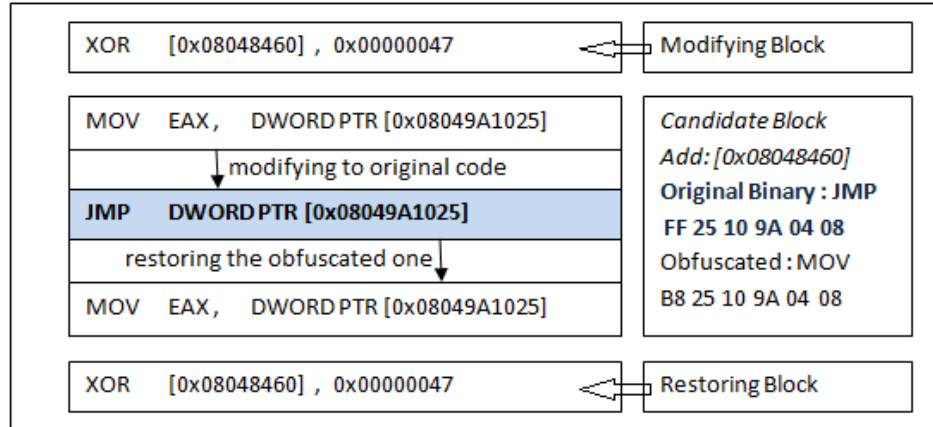 XOR [0x08048460] , 0x00000047
Modifying Block
MOV EAX, DWORD PTR [0x08049A1025]
modifying to original code
JMP DWORD PTR [0x08049A1025]
restoring the obfuscated one
MOV EAX, DWORD PTR [0x08049A1025]
Candidate Block
Add: [0x08048460]
Original Binary : JMP
FF 25 10 9A 04 08
Obfuscated : MOV
B8 25 10 9A 04 08
XOR [0x08048460] , 0x00000047
Restoring Block